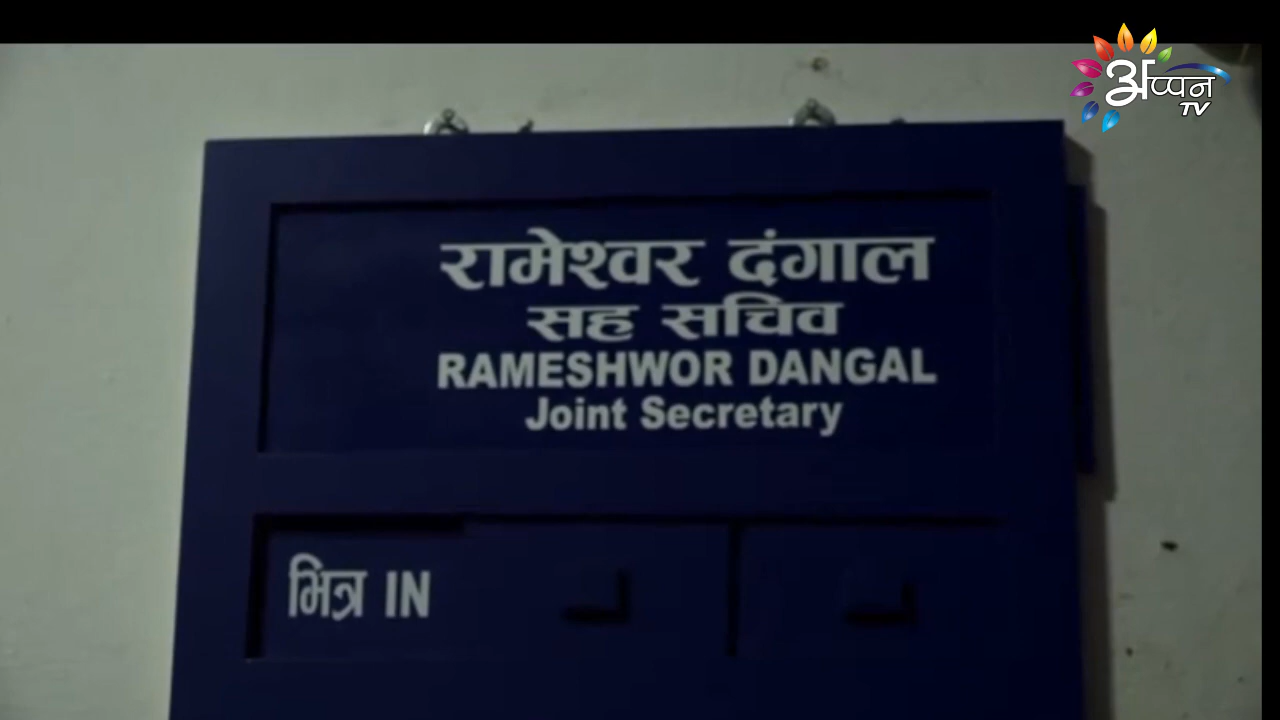 अप्पन
TV
रामेश्वर दंगाल
सह सचिव
RAMESHWOR DANGAL
Joint Secretary
भित्र IN